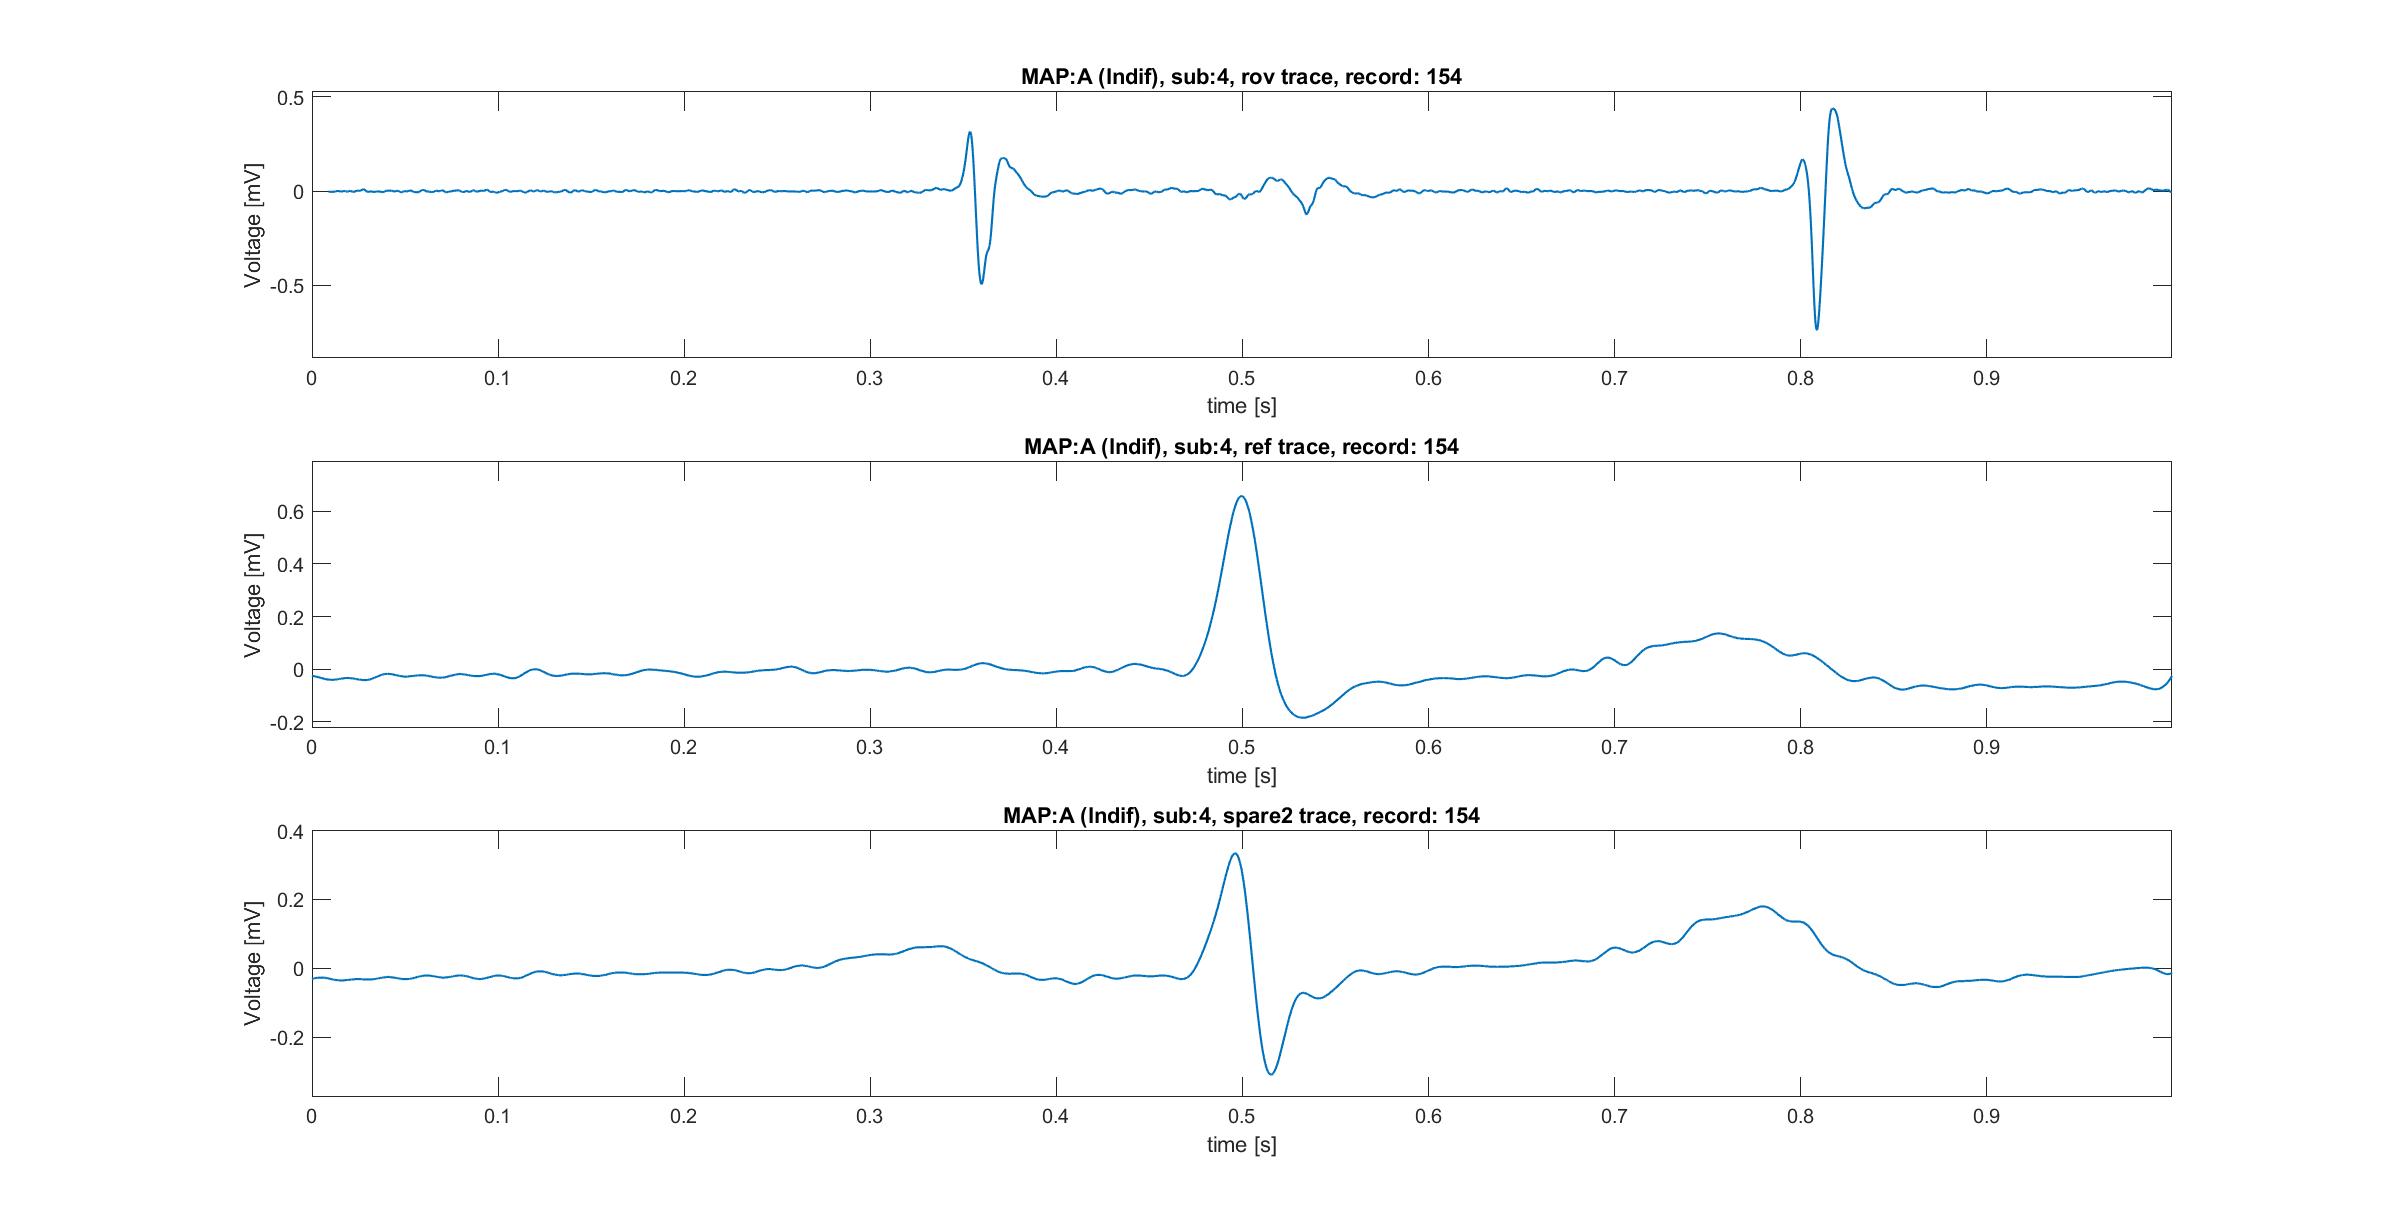 MAP:A (Indif), sub:4, rov trace, record: 154
0.5
0
-0.5
Voltage [mV]
0 0.1 0.2 0.3 0.4 0.5 0.6 0.7 0.8 0.9
time [s]
MAP:A (Indif), sub:4, ref trace, record: 154
0.6
0.4
0.2
0
-0.2
Voltage [mV]
0 0.1 0.2 0.3 0.4 0.5 0.6 0.7 0.8 0.9
time [s]
MAP:A (Indif), sub:4, spare2 trace, record: 154
0.4
0.2
0
-0.2
Voltage [mV]
0 0.1 0.2 0.3 0.4 0.5 0.6 0.7 0.8 0.9
time [s]